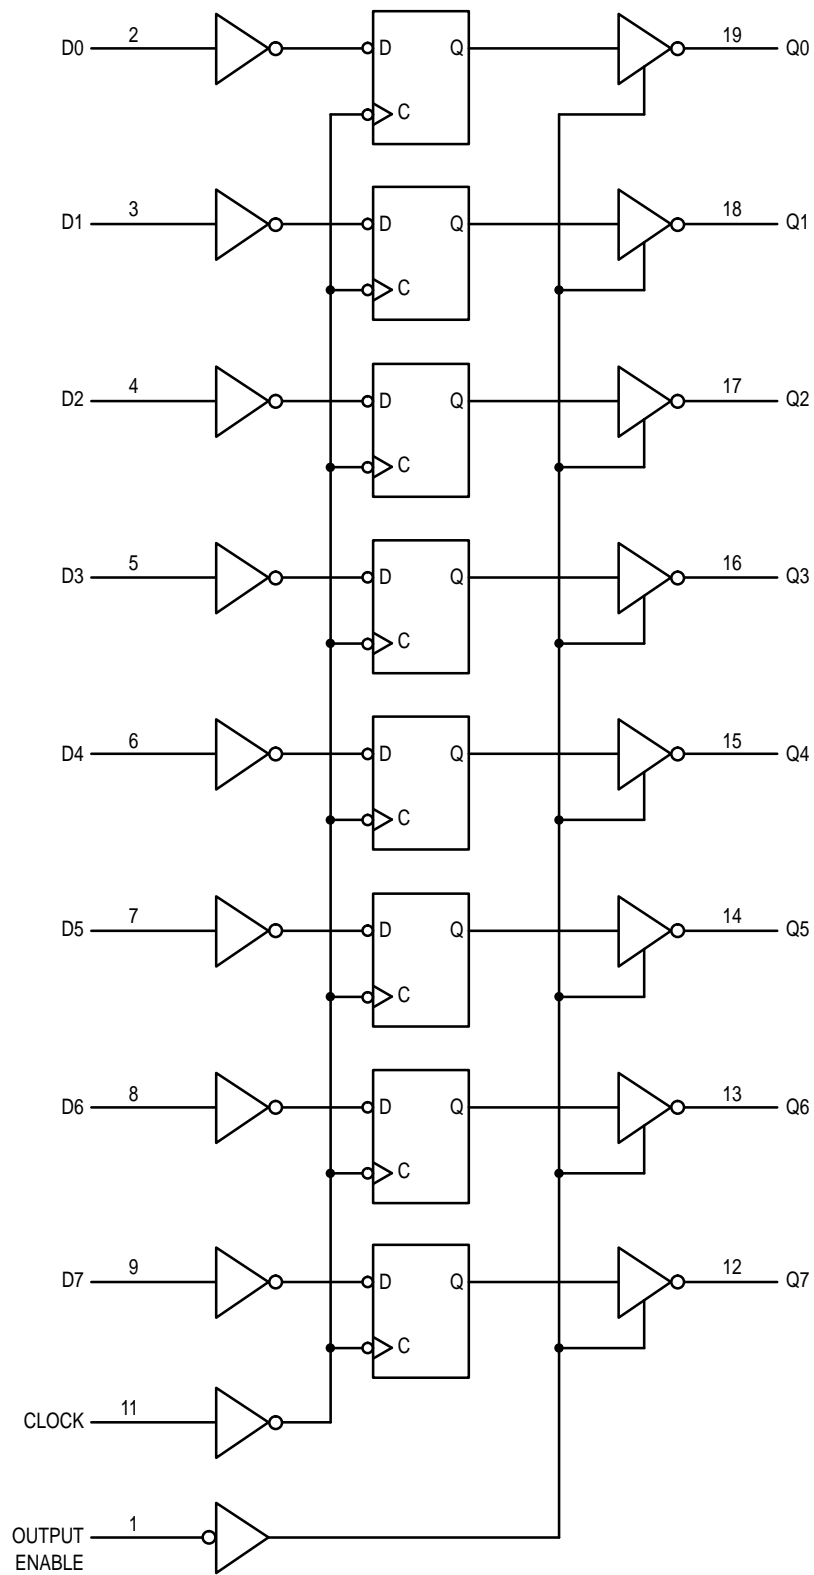 D0 2 D Q 19 Q0
C
D1 3 D Q 18 Q1
C
D2 4 D Q 17 Q2
C
D3 5 D Q 16 Q3
C
D4 6 D Q 15 Q4
C
D5 7 D Q 14 Q5
C
D6 8 D Q 13 Q6
C
D7 9 D Q 12 Q7
C
CLOCK 11
OUTPUT 1
ENABLE